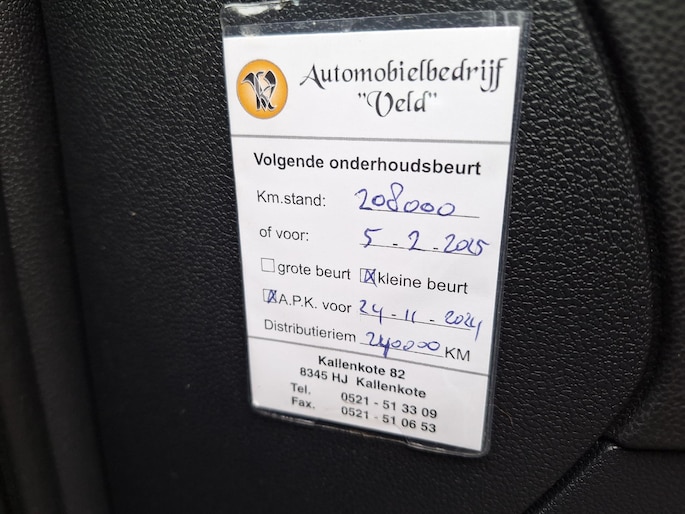 Automobielbedrijf
"Veld"
Volgende onderhoudsbeurt
Km.stand: 208000
of voor: 5 - 2 - 2025
grote beurt kleine beurt
A.P.K. voor 24 - 11 - 2024
Distributieriem 240000 KM
Kallenkote 82
8345 HJ Kallenkote
Tel. 0521 - 51 33 09
Fax. 0521 - 51 06 53